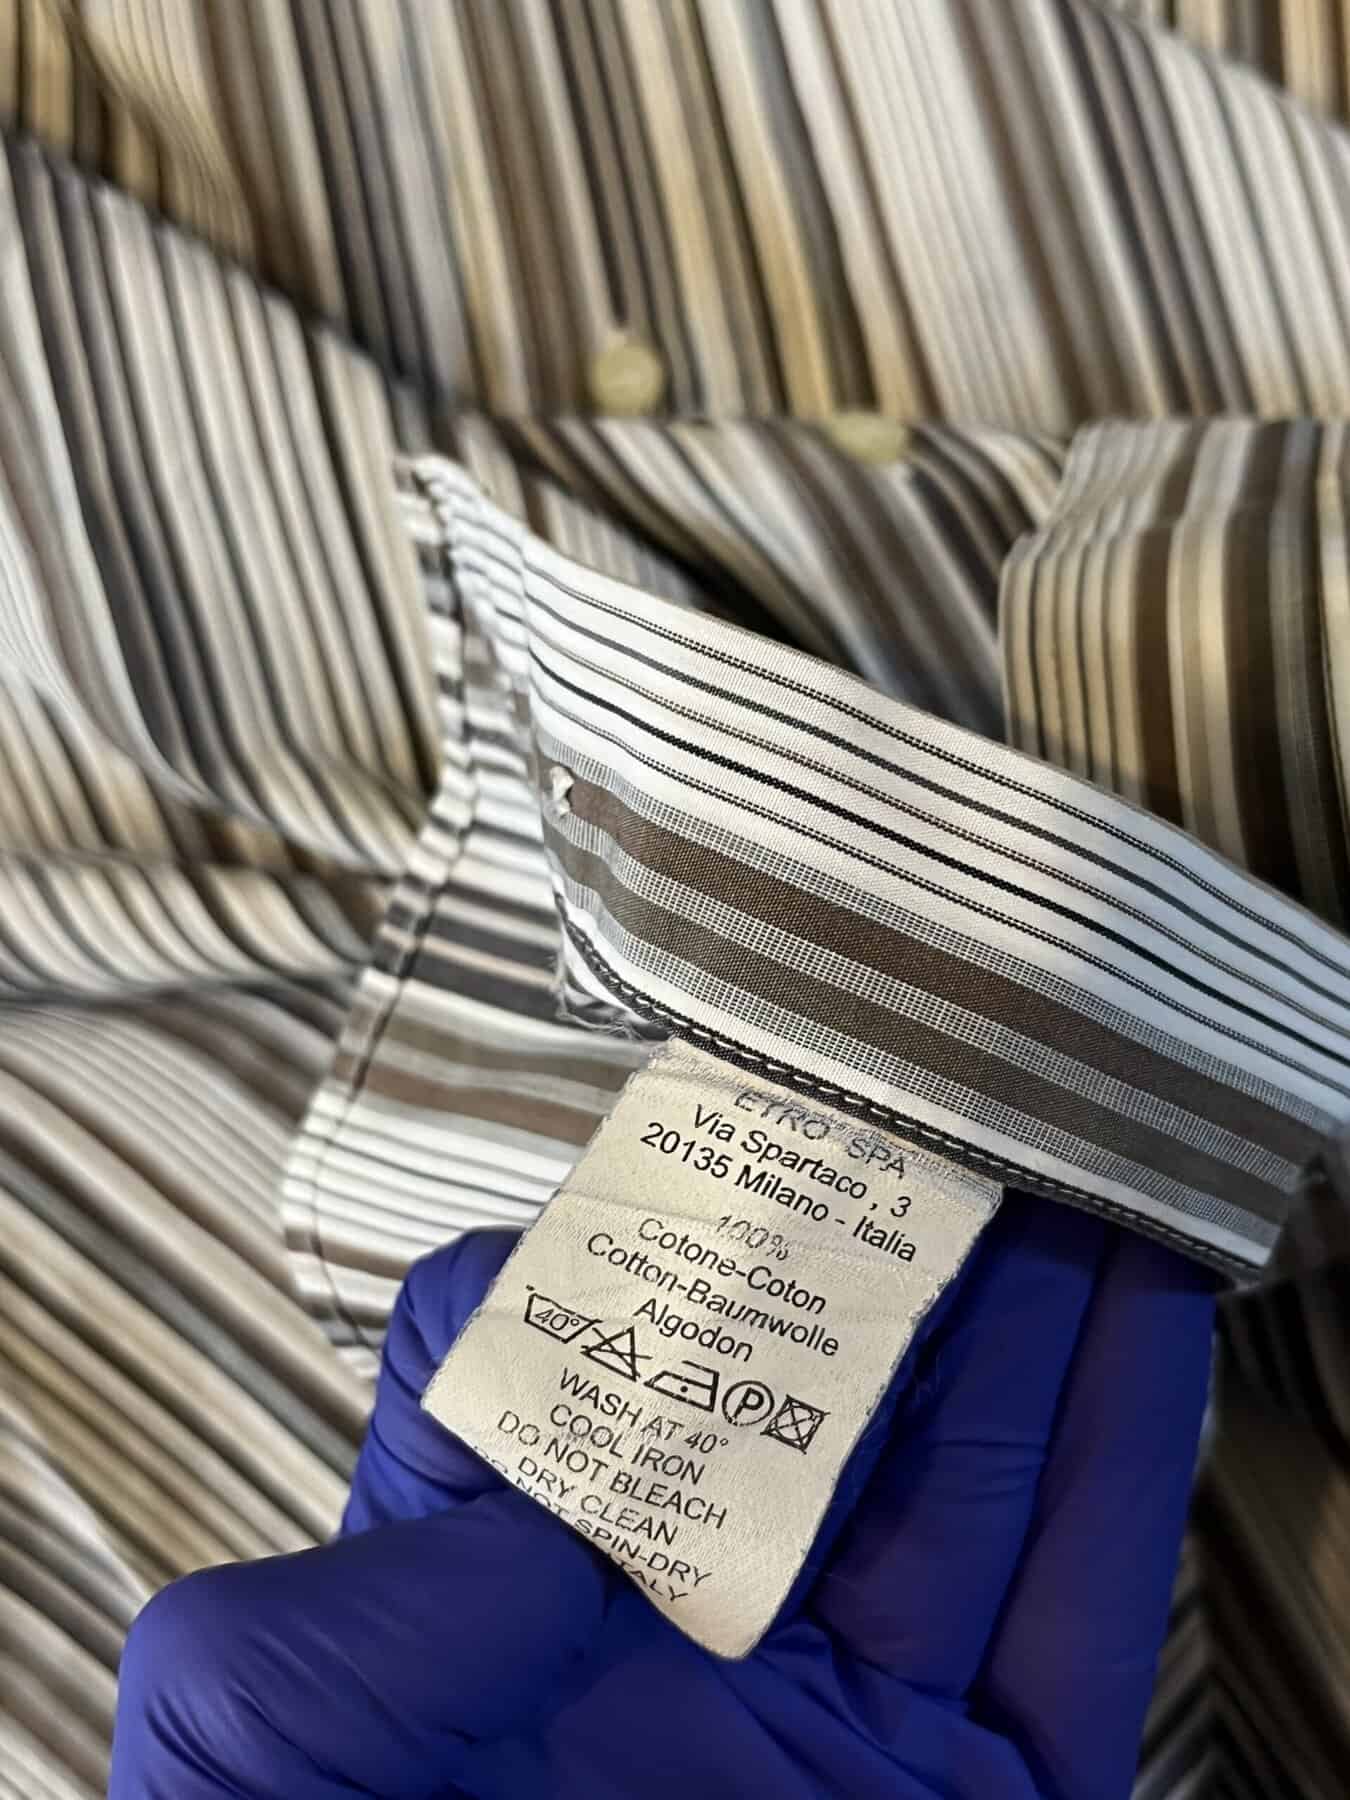 ETRO SPA
Via Spartaco , 3
20135 Milano - Italia
100%
Cotone-Coton
Cotton-Baumwolle
Algodon
40° P
WASH AT 40°
COOL IRON
DO NOT BLEACH
DRY CLEAN
DO NOT SPIN-DRY
ITALY